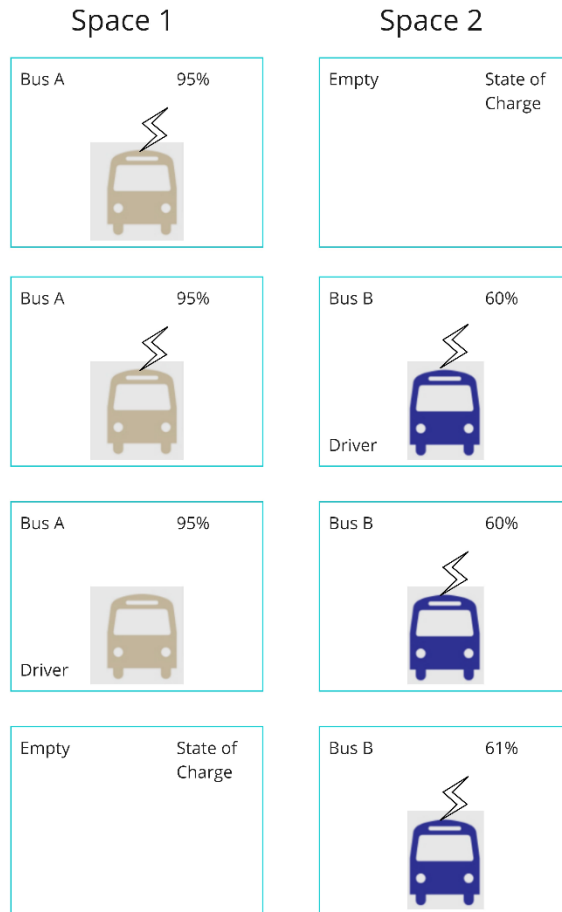 Space 1
Space 2
Bus A 95%
Empty State of
Charge
Bus A 95%
Bus B 60%
Driver
Bus A 95%
Bus B 60%
Driver
Empty State of
Charge
Bus B 61%